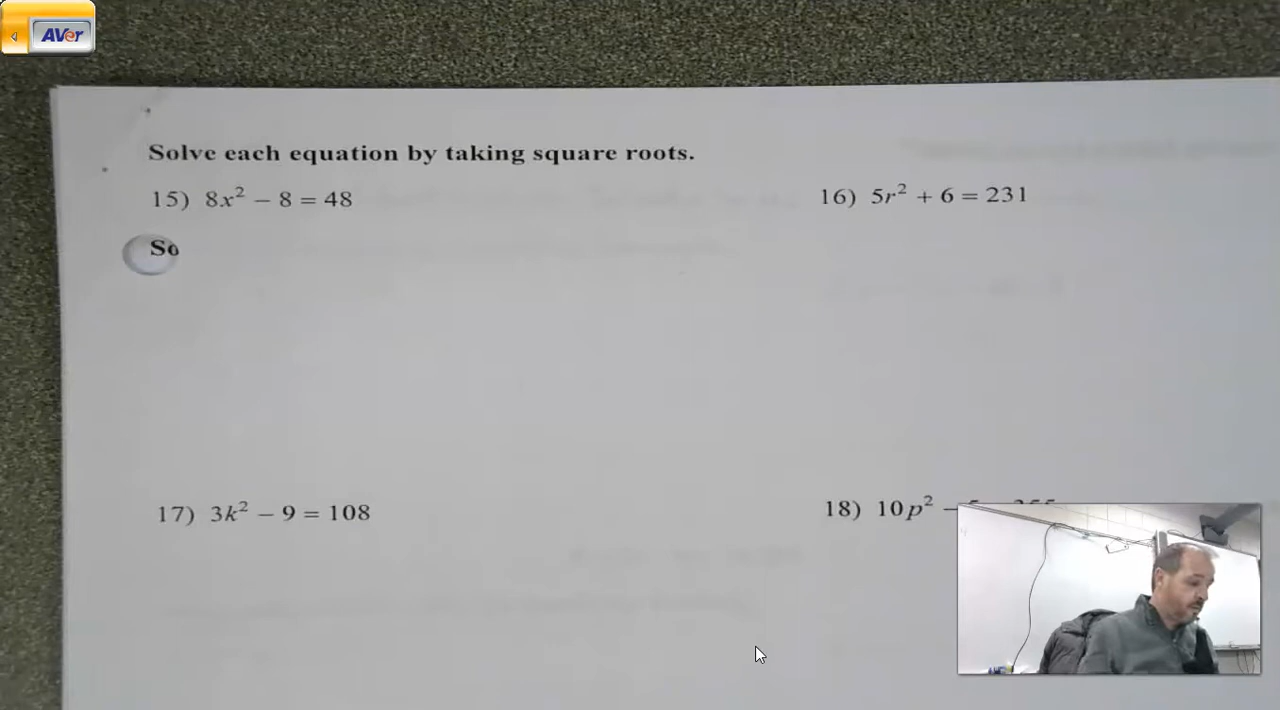 AVer
Solve each equation by taking square roots.
15) 8x² − 8 = 48
16) 5r² + 6 = 231
So
17) 3k² − 9 = 108
18) 10p² −